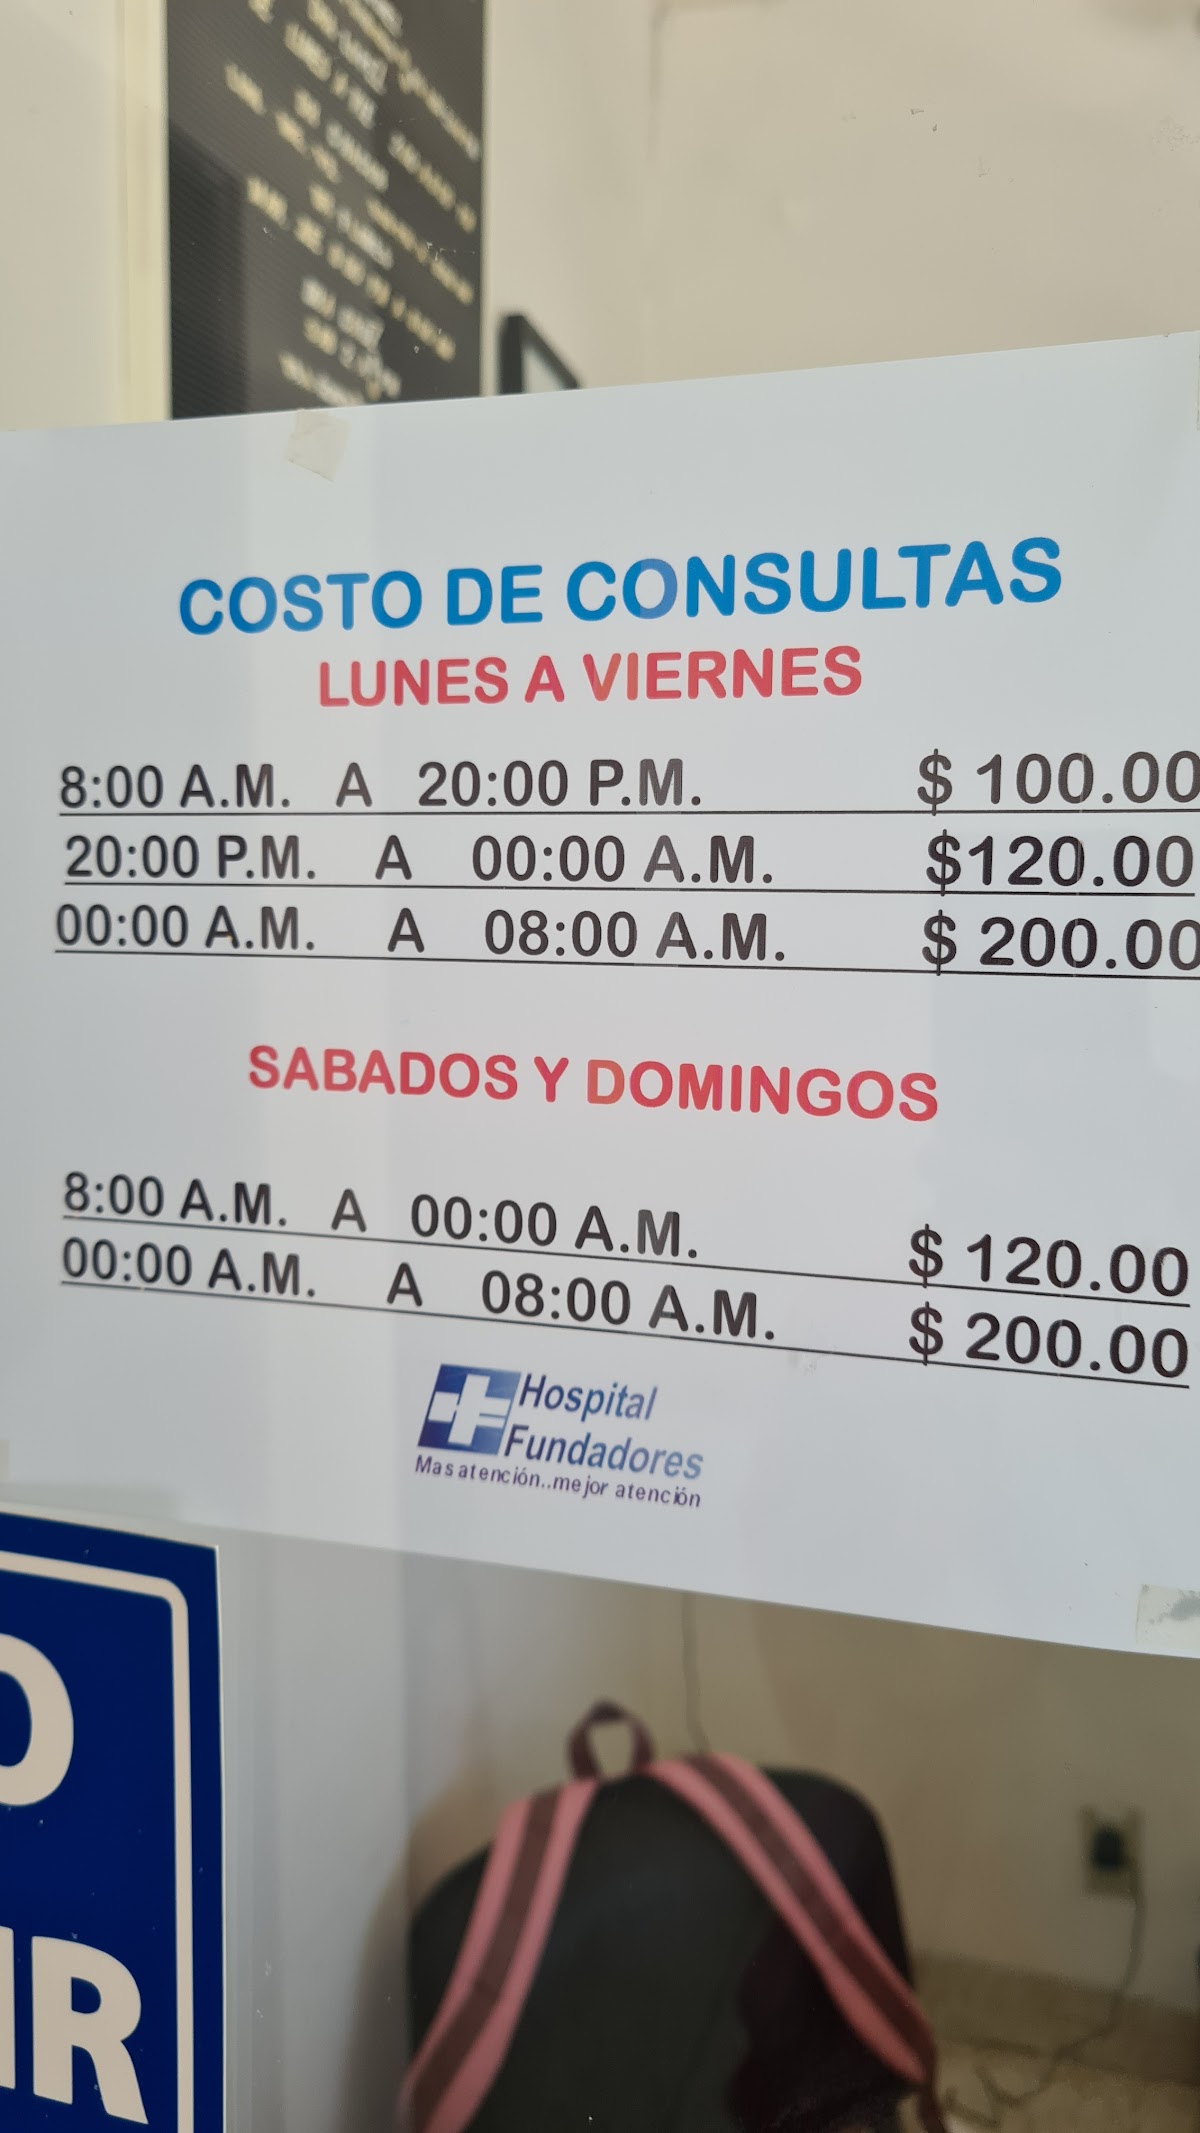 COSTO DE CONSULTAS
LUNES A VIERNES
8:00 A.M. A 20:00 P.M. $ 100.00
20:00 P.M. A 00:00 A.M. $120.00
00:00 A.M. A 08:00 A.M. $ 200.00
SABADOS Y DOMINGOS
8:00 A.M. A 00:00 A.M. $ 120.00
00:00 A.M. A 08:00 A.M. $ 200.00
Hospital
Fundadores
Mas atención..mejor atención